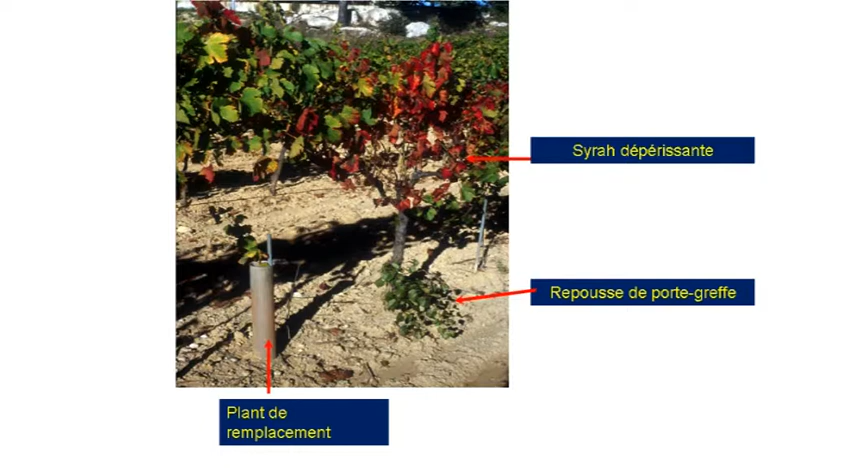 Syrah dépérissante
Repousse de porte-greffe
Plant de
remplacement